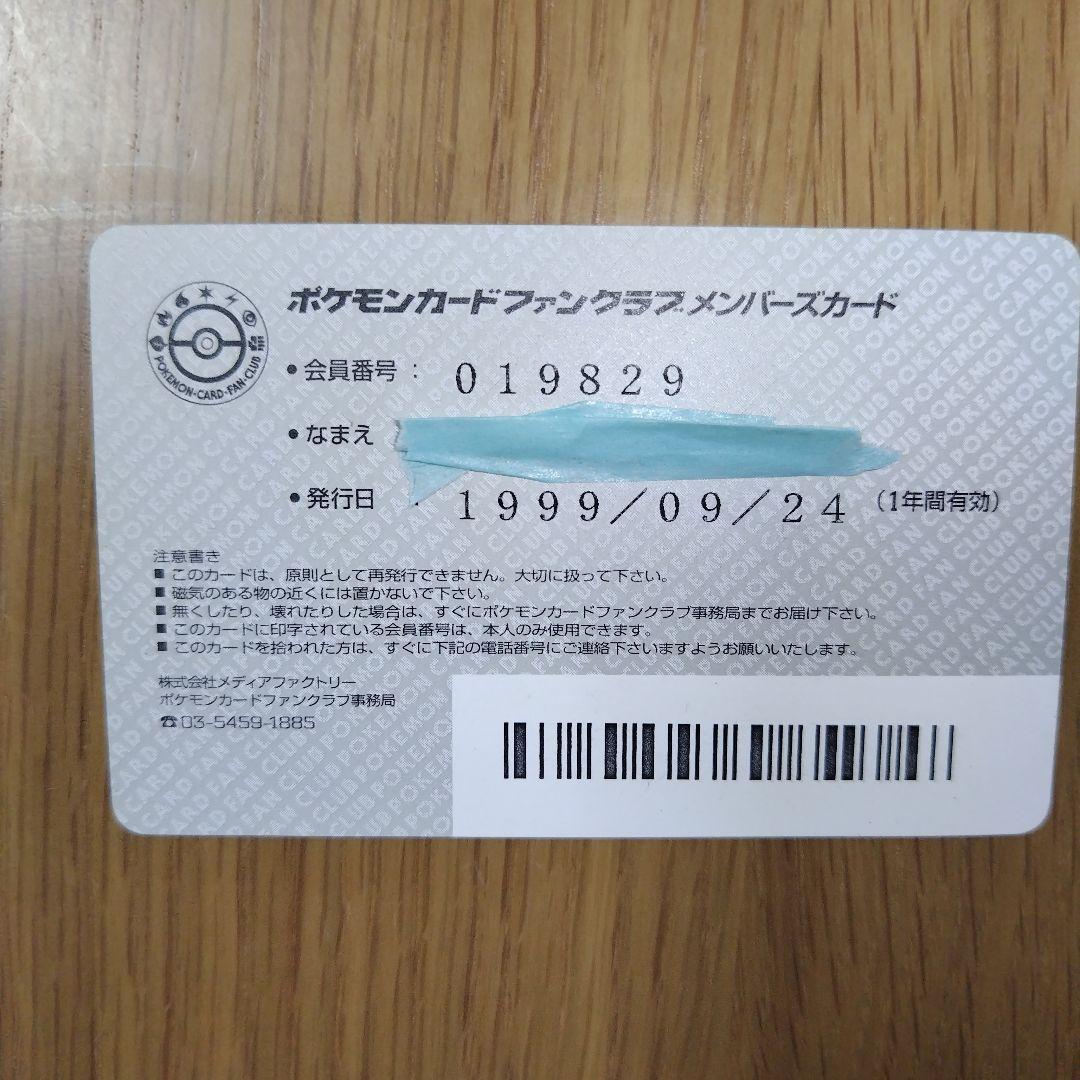 ポケモンカードファンクラブメンバーズカード
POKEMON-CARD-FAN-CLUB
•会員番号 : 019829
•なまえ
•発行日 : 1999/09/24 (1年間有効)
注意書き
■このカードは、原則として再発行できません。大切に扱って下さい。
■磁気のある物の近くには置かないで下さい。
■無くしたり、壊れたりした場合は、すぐにポケモンカードファンクラブ事務局までお届け下さい。
■このカードに印字されている会員番号は、本人のみ使用できます。
■このカードを拾われた方は、すぐに下記の電話番号にご連絡下さいますようお願いいたします。
株式会社メディアファクトリー
ポケモンカードファンクラブ事務局
☎03-5459-1885